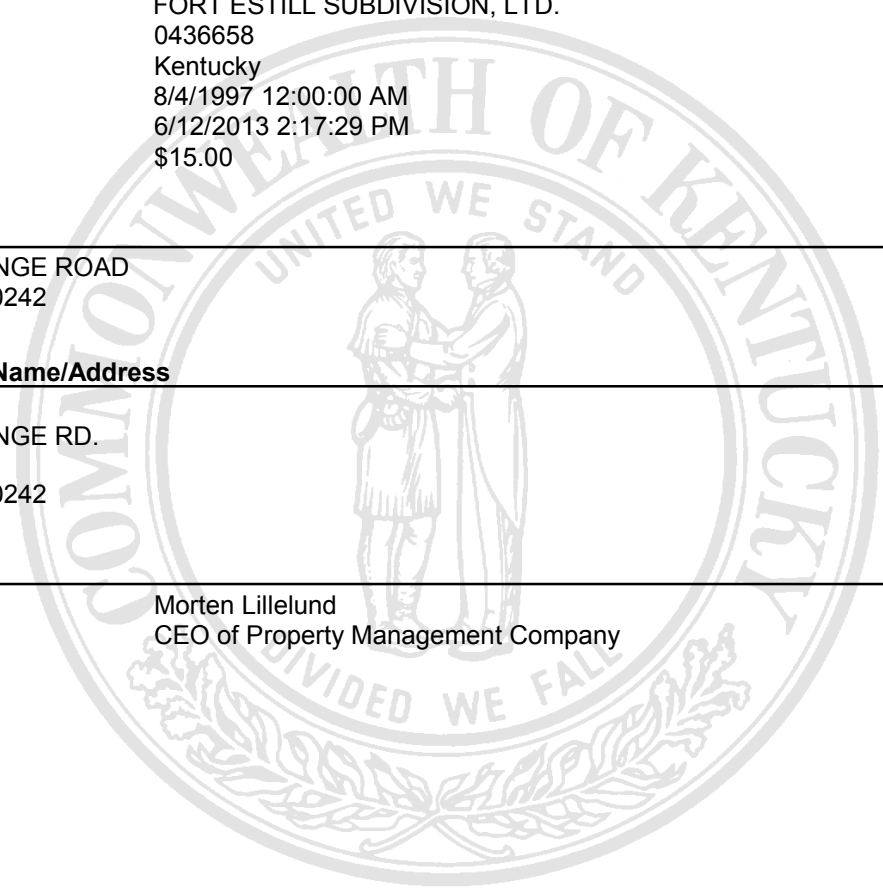 FORT ESTILL SUBDIVISION, LTD.
0436658
Kentucky
8/4/1997 12:00:00 AM
6/12/2013 2:17:29 PM
$15.00
COMMONWEALTH OF KENTUCKY
UNITED WE STAND
NGE ROAD
0242
Name/Address
NGE RD.
0242
Morten Lillelund
CEO of Property Management Company
DIVIDED WE FALL